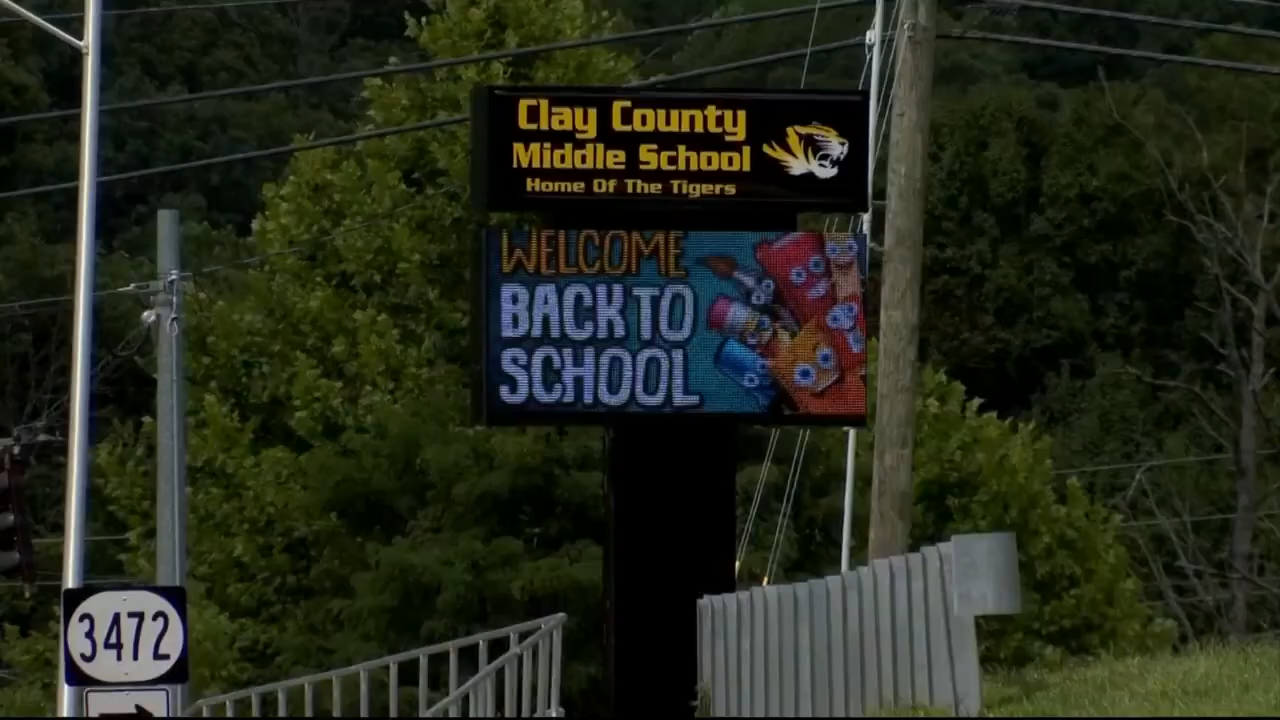 Clay County
Middle School
Home Of The Tigers
WELCOME
BACK TO
SCHOOL
3472